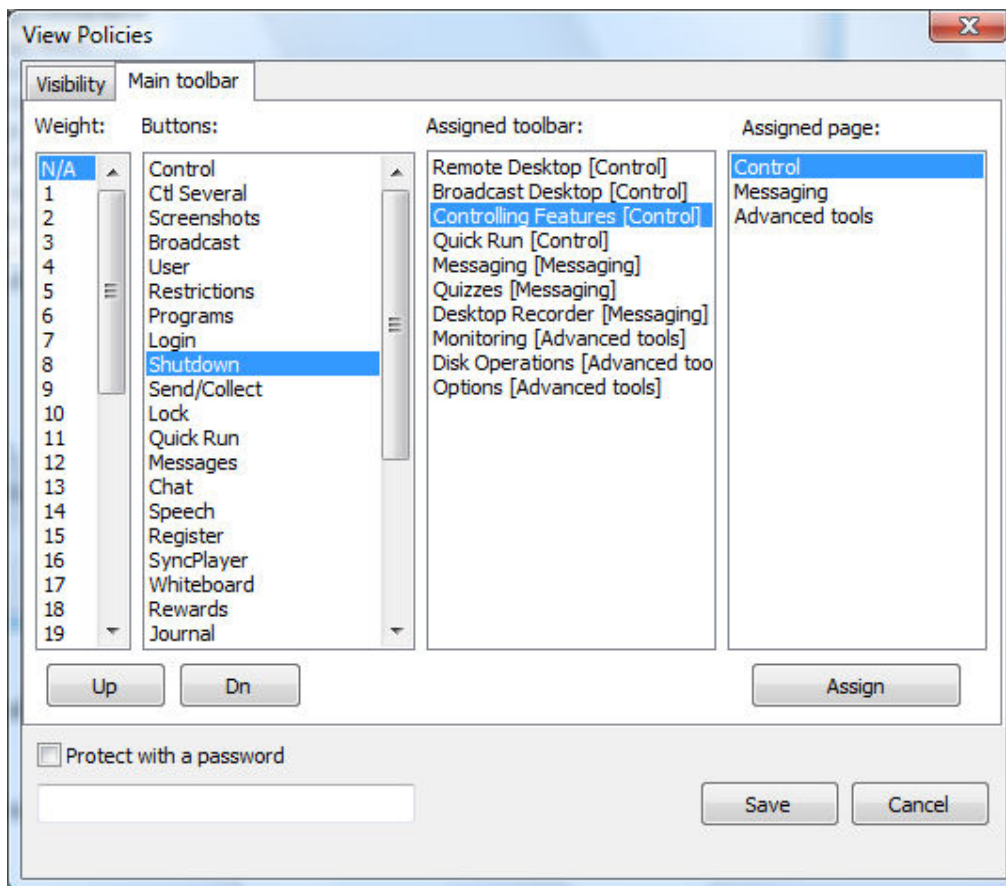 View Policies
Visibility
Main toolbar
Weight:
Buttons:
Assigned toolbar:
Assigned page:
N/A
1
2
3
4
5
6
7
8
9
10
11
12
13
14
15
16
17
18
19
Control
Ctl Several
Screenshots
Broadcast
User
Restrictions
Programs
Login
Shutdown
Send/Collect
Lock
Quick Run
Messages
Chat
Speech
Register
SyncPlayer
Whiteboard
Rewards
Journal
Remote Desktop [Control]
Broadcast Desktop [Control]
Controlling Features [Control]
Quick Run [Control]
Messaging [Messaging]
Quizzes [Messaging]
Desktop Recorder [Messaging]
Monitoring [Advanced tools]
Disk Operations [Advanced too
Options [Advanced tools]
Control
Messaging
Advanced tools
Up
Dn
Assign
Protect with a password
Save
Cancel